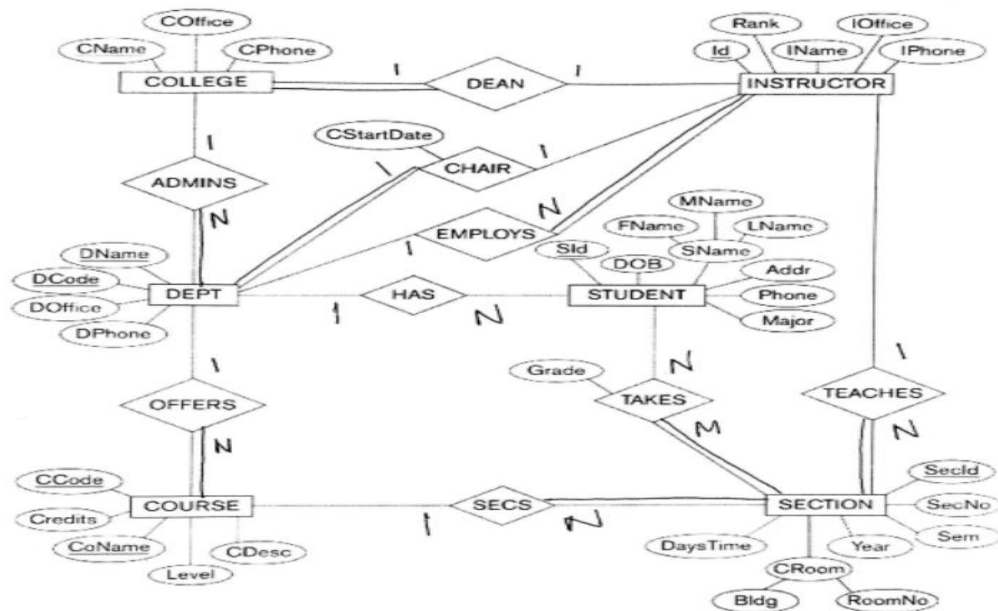 COffice
Rank
IOffice
CName
CPhone
Id
IName
IPhone
COLLEGE
1
DEAN
1
INSTRUCTOR
CStartDate
1
1
CHAIR
1
ADMINS
N
MName
N
FName
LName
EMPLOYS
SId
SName
DName
1
DOB
Addr
DCode
DEPT
HAS
STUDENT
Phone
DOffice
1
N
Major
DPhone
1
N
1
Grade
OFFERS
TAKES
TEACHES
N
M
N
CCode
SecId
Credits
COURSE
SECS
SECTION
SecNo
1
N
CoName
CDesc
DaysTime
Year
Sem
Level
CRoom
Bldg
RoomNo